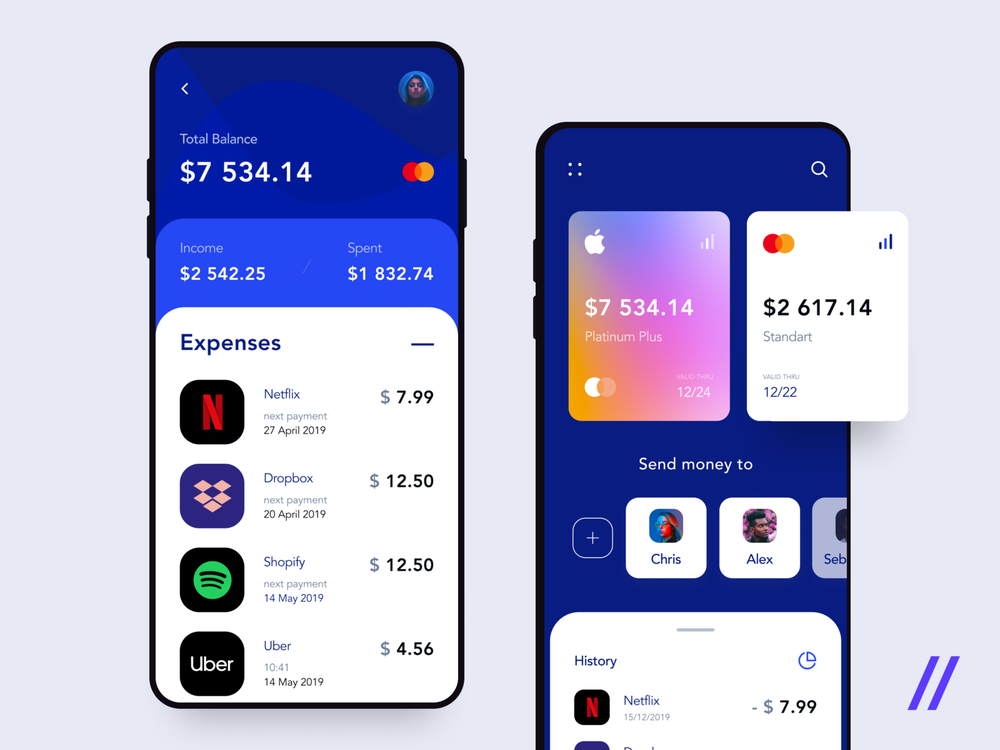 Total Balance
$7 534.14
Income
Spent
$2 542.25
$1 832.74
Expenses
Netflix
$ 7.99
next payment
27 April 2019
Dropbox
$ 12.50
next payment
20 April 2019
Shopify
$ 12.50
next payment
14 May 2019
Uber
Uber
$ 4.56
10:41
14 May 2019
$7 534.14
Platinum Plus
VALID THRU
12/24
$2 617.14
Standart
VALID THRU
12/22
Send money to
Chris
Alex
Seb
History
Netflix
- $ 7.99
15/12/2019